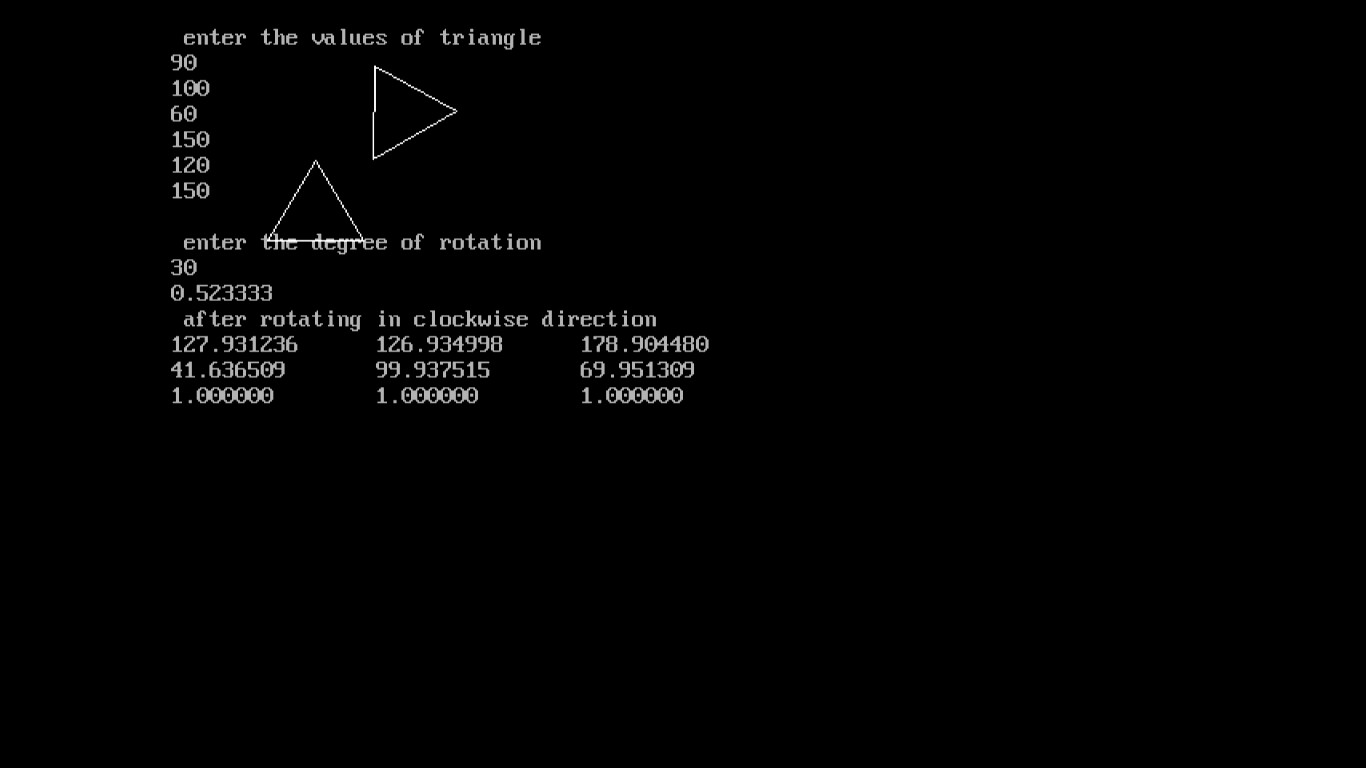 enter the values of triangle
90
100
60
150
120
150
enter the degree of rotation
30
0.523333
after rotating in clockwise direction
127.931236 126.934998 178.904480
41.636509 99.937515 69.951309
1.000000 1.000000 1.000000